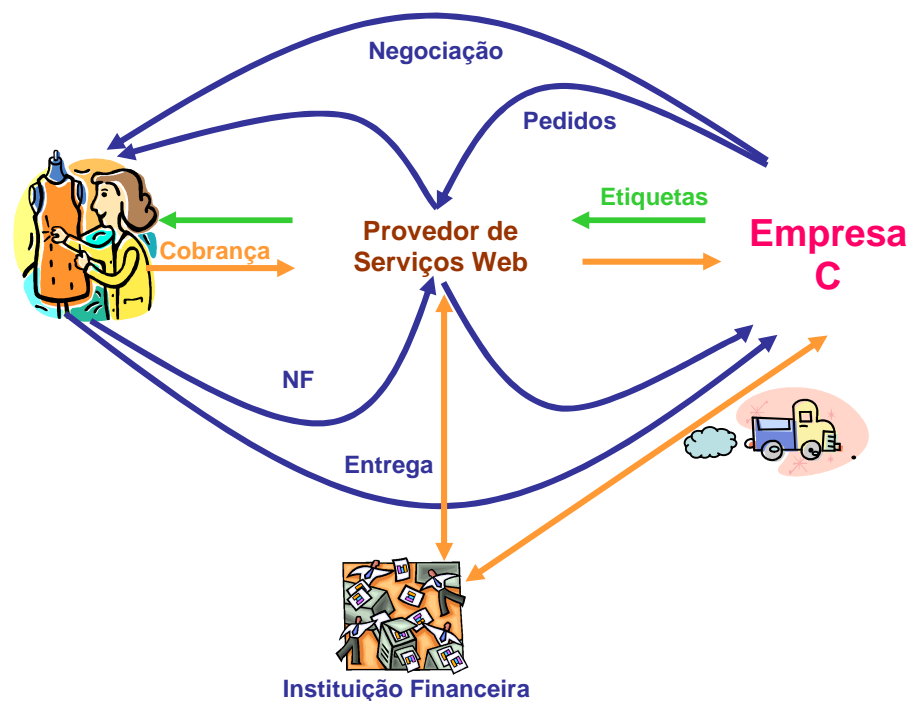 Negociação
Pedidos
Etiquetas
Provedor de
Serviços Web
Empresa
C
Cobrança
NF
Entrega
Instituição Financeira